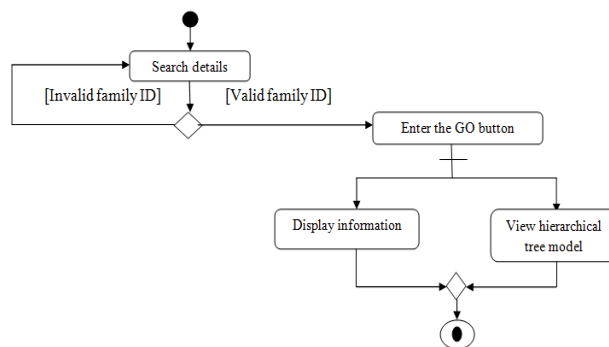 Search details
[Invalid family ID]
[Valid family ID]
Enter the GO button
Display information
View hierarchical
tree model